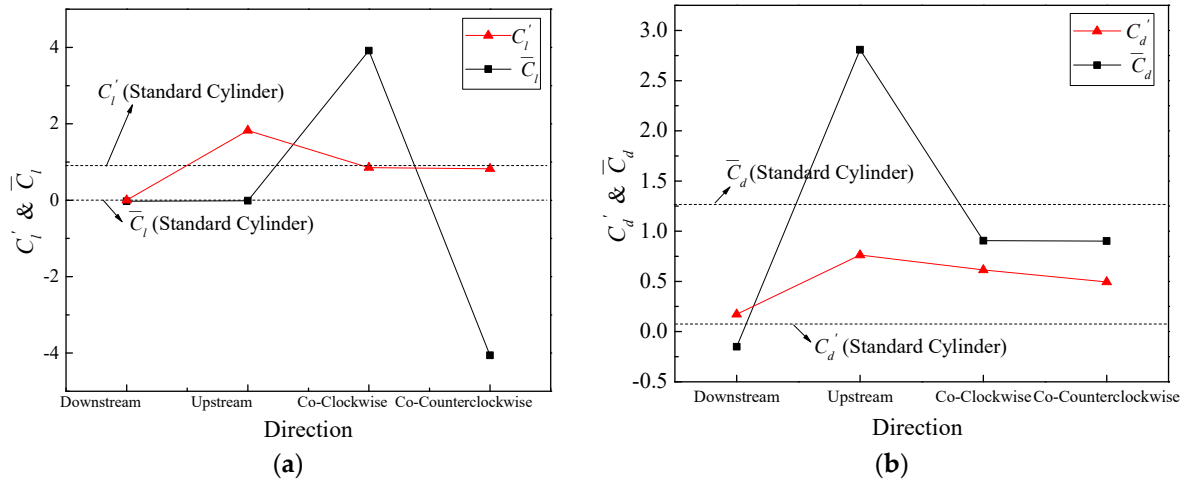 4
2
0
-2
-4
C_l' & C̅_l
C_l'
C̅_l
C_l' (Standard Cylinder)
C̅_l (Standard Cylinder)
Downstream
Upstream
Co-Clockwise
Co-Counterclockwise
Direction
(a)
3.0
2.5
2.0
1.5
1.0
0.5
0.0
-0.5
C_d' & C̅_d
C_d'
C̅_d
C̅_d (Standard Cylinder)
C_d' (Standard Cylinder)
Downstream
Upstream
Co-Clockwise
Co-Counterclockwise
Direction
(b)